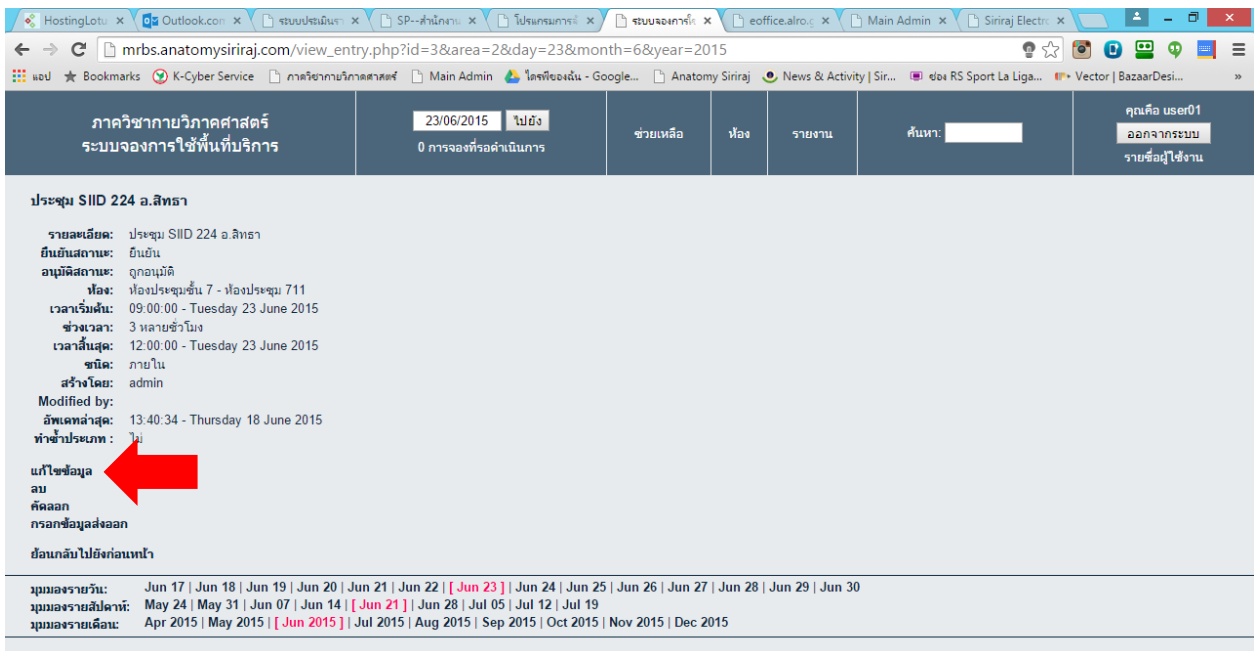 HostingLotu × Outlook.con × ระบบประเมินรา × SP--สำนักงาน × โปรแกรมการจั × ระบบจองการใช × eoffice.alro.g × Main Admin × Siriraj Electro ×
mrbs.anatomysiriraj.com/view_entry.php?id=3&area=2&day=23&month=6&year=2015
แอป Bookmarks K-Cyber Service ภาควิชากายวิภาคศาสตร์ Main Admin ไดรฟ์ของฉัน - Google... Anatomy Siriraj News & Activity | Sir... ช่อง RS Sport La Liga... Vector | BazaarDesi... »
ภาควิชากายวิภาคศาสตร์
ระบบจองการใช้พื้นที่บริการ
23/06/2015 ไปยัง
0 การจองที่รอดำเนินการ
ช่วยเหลือ ห้อง รายงาน ค้นหา:
คุณคือ user01
ออกจากระบบ
รายชื่อผู้ใช้งาน
ประชุม SIID 224 อ.สิทธา
รายละเอียด: ประชุม SIID 224 อ.สิทธา
ยืนยันสถานะ: ยืนยัน
อนุมัติสถานะ: ถูกอนุมัติ
ห้อง: ห้องประชุมชั้น 7 - ห้องประชุม 711
เวลาเริ่มต้น: 09:00:00 - Tuesday 23 June 2015
ช่วงเวลา: 3 หลายชั่วโมง
เวลาสิ้นสุด: 12:00:00 - Tuesday 23 June 2015
ชนิด: ภายใน
สร้างโดย: admin
Modified by:
อัพเดทล่าสุด: 13:40:34 - Thursday 18 June 2015
ทำซ้ำประเภท : ไม่
แก้ไขข้อมูล
ลบ
คัดลอก
กรอกข้อมูลส่งออก
ย้อนกลับไปยังก่อนหน้า
มุมมองรายวัน: Jun 17 | Jun 18 | Jun 19 | Jun 20 | Jun 21 | Jun 22 | [ Jun 23 ] | Jun 24 | Jun 25 | Jun 26 | Jun 27 | Jun 28 | Jun 29 | Jun 30
มุมมองรายสัปดาห์: May 24 | May 31 | Jun 07 | Jun 14 | [ Jun 21 ] | Jun 28 | Jul 05 | Jul 12 | Jul 19
มุมมองรายเดือน: Apr 2015 | May 2015 | [ Jun 2015 ] | Jul 2015 | Aug 2015 | Sep 2015 | Oct 2015 | Nov 2015 | Dec 2015